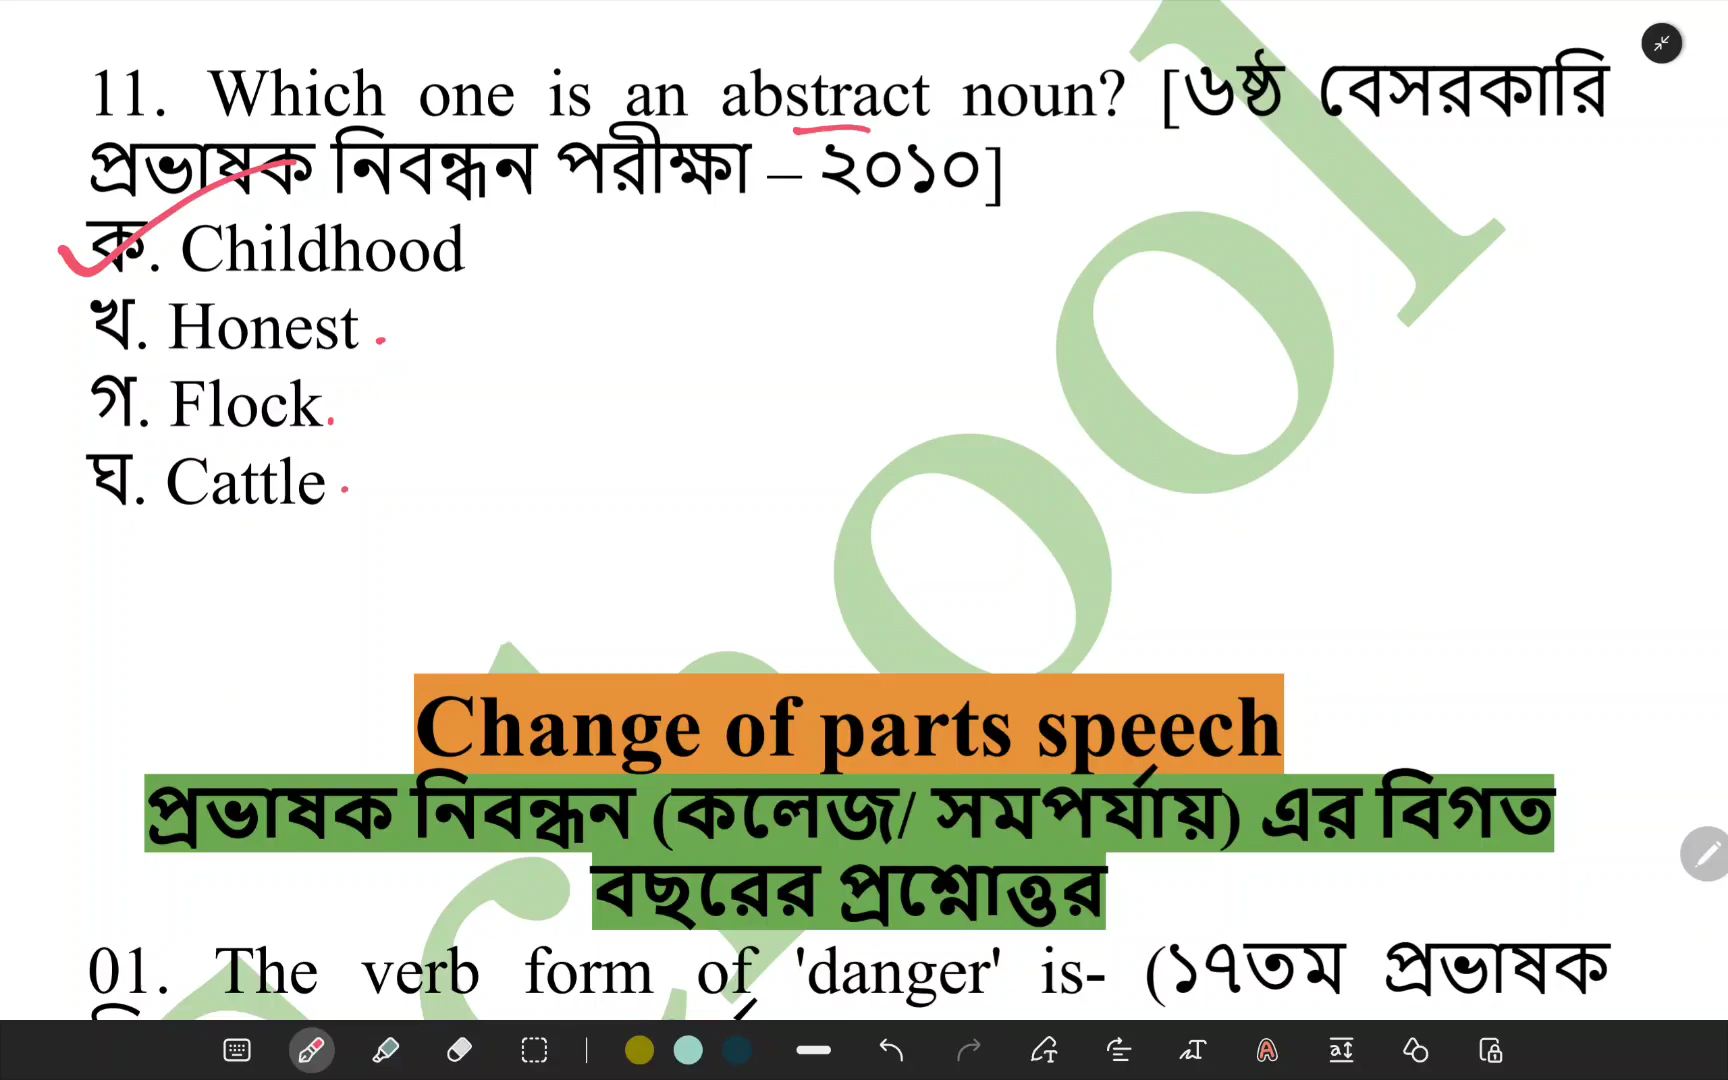 11. Which one is an abstract noun? [৬ষ্ঠ বেসরকারি
প্রভাষক নিবন্ধন পরীক্ষা – ২০১০]
ক. Childhood
খ. Honest
গ. Flock
ঘ. Cattle
Change of parts speech
প্রভাষক নিবন্ধন (কলেজ/ সমপর্যায়) এর বিগত
বছরের প্রশ্নোত্তর
01. The verb form of 'danger' is- (১৭তম প্রভাষক